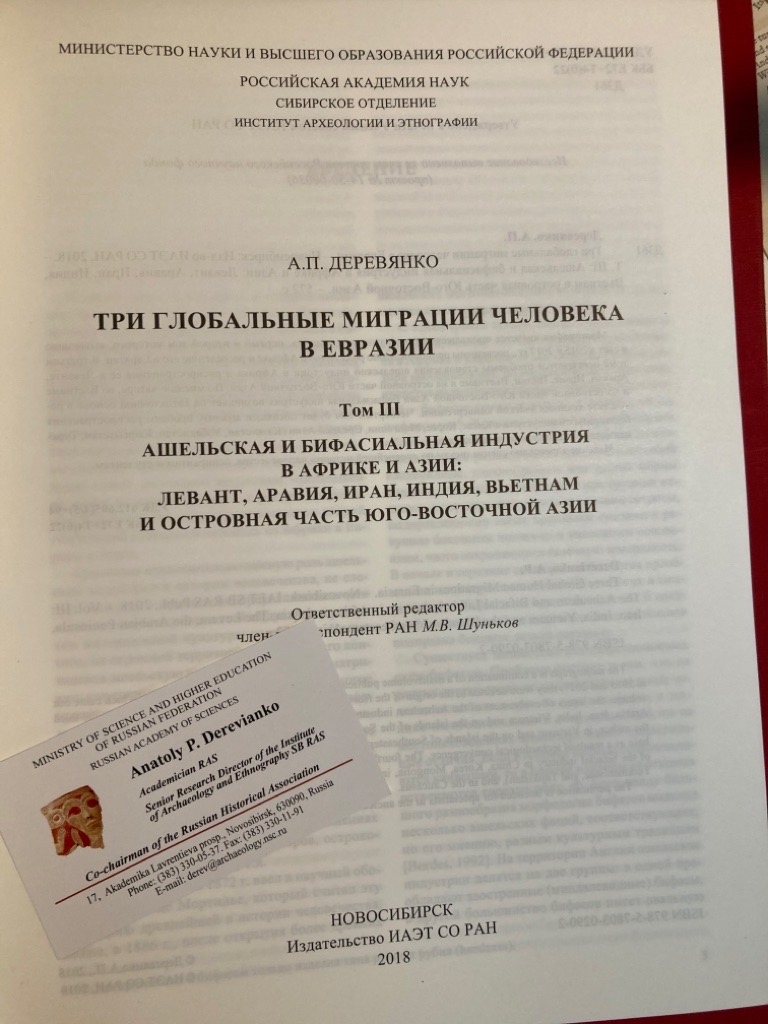 МИНИСТЕРСТВО НАУКИ И ВЫСШЕГО ОБРАЗОВАНИЯ РОССИЙСКОЙ ФЕДЕРАЦИИ
РОССИЙСКАЯ АКАДЕМИЯ НАУК
СИБИРСКОЕ ОТДЕЛЕНИЕ
ИНСТИТУТ АРХЕОЛОГИИ И ЭТНОГРАФИИ
А.П. ДЕРЕВЯНКО
ТРИ ГЛОБАЛЬНЫЕ МИГРАЦИИ ЧЕЛОВЕКА
В ЕВРАЗИИ
Том III
АШЕЛЬСКАЯ И БИФАСИАЛЬНАЯ ИНДУСТРИЯ
В АФРИКЕ И АЗИИ:
ЛЕВАНТ, АРАВИЯ, ИРАН, ИНДИЯ, ВЬЕТНАМ
И ОСТРОВНАЯ ЧАСТЬ ЮГО-ВОСТОЧНОЙ АЗИИ
Ответственный редактор
член спондент РАН М.В. Шуньков
MINISTRY OF SCIENCE AND HIGHER EDUCATION
OF RUSSIAN FEDERATION
RUSSIAN ACADEMY OF SCIENCES
Anatoly P. Derevianko
Academician RAS
Senior Research Director of the Institute
of Archaeology and Ethnography SB RAS
Co-chairman of the Russian Historical Association
17, Akademika Lavrentieva prosp., Novosibirsk, 630090, Russia
Phone: (383) 330-05-37. Fax: (383) 330-11-91
E-mail: derev@archaeology.nsc.ru
НОВОСИБИРСК
Издательство ИАЭТ СО РАН
2018